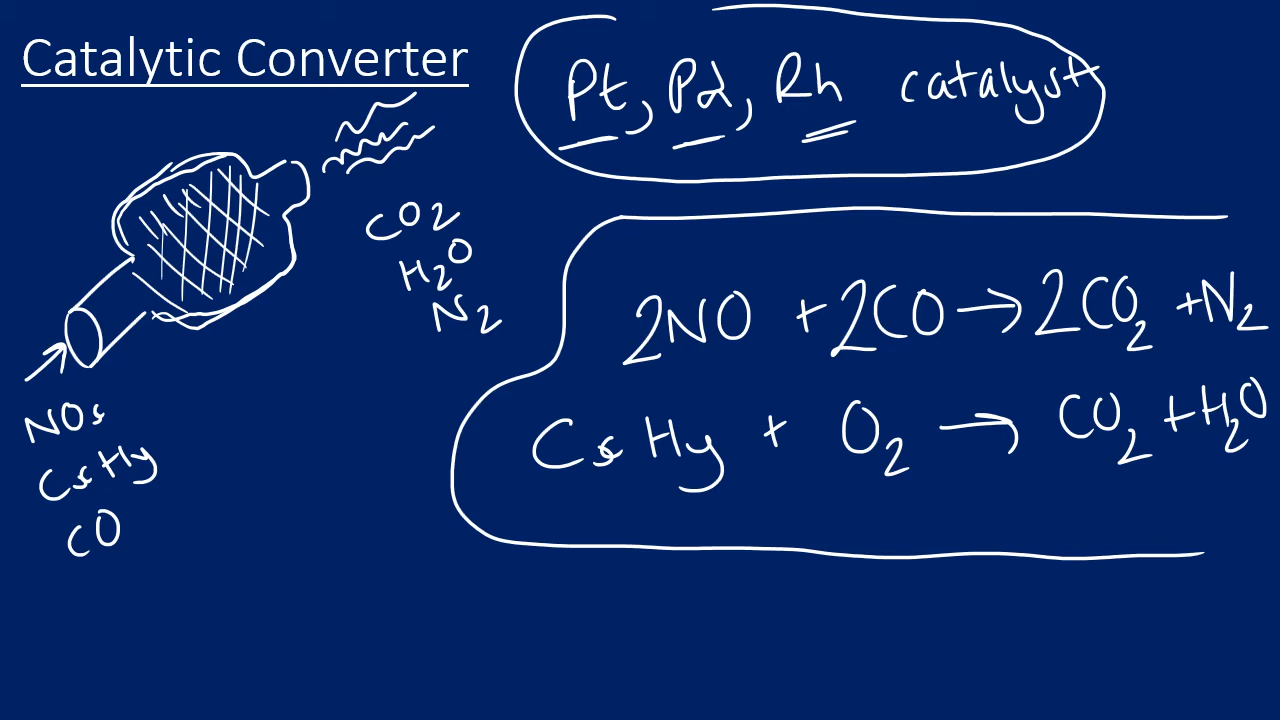 Catalytic Converter
Pt, Pd, Rh catalyst
CO2
H2O
N2
2NO + 2CO → 2CO2 + N2
CxHy + O2 → CO2 + H2O
NOx
CxHy
CO